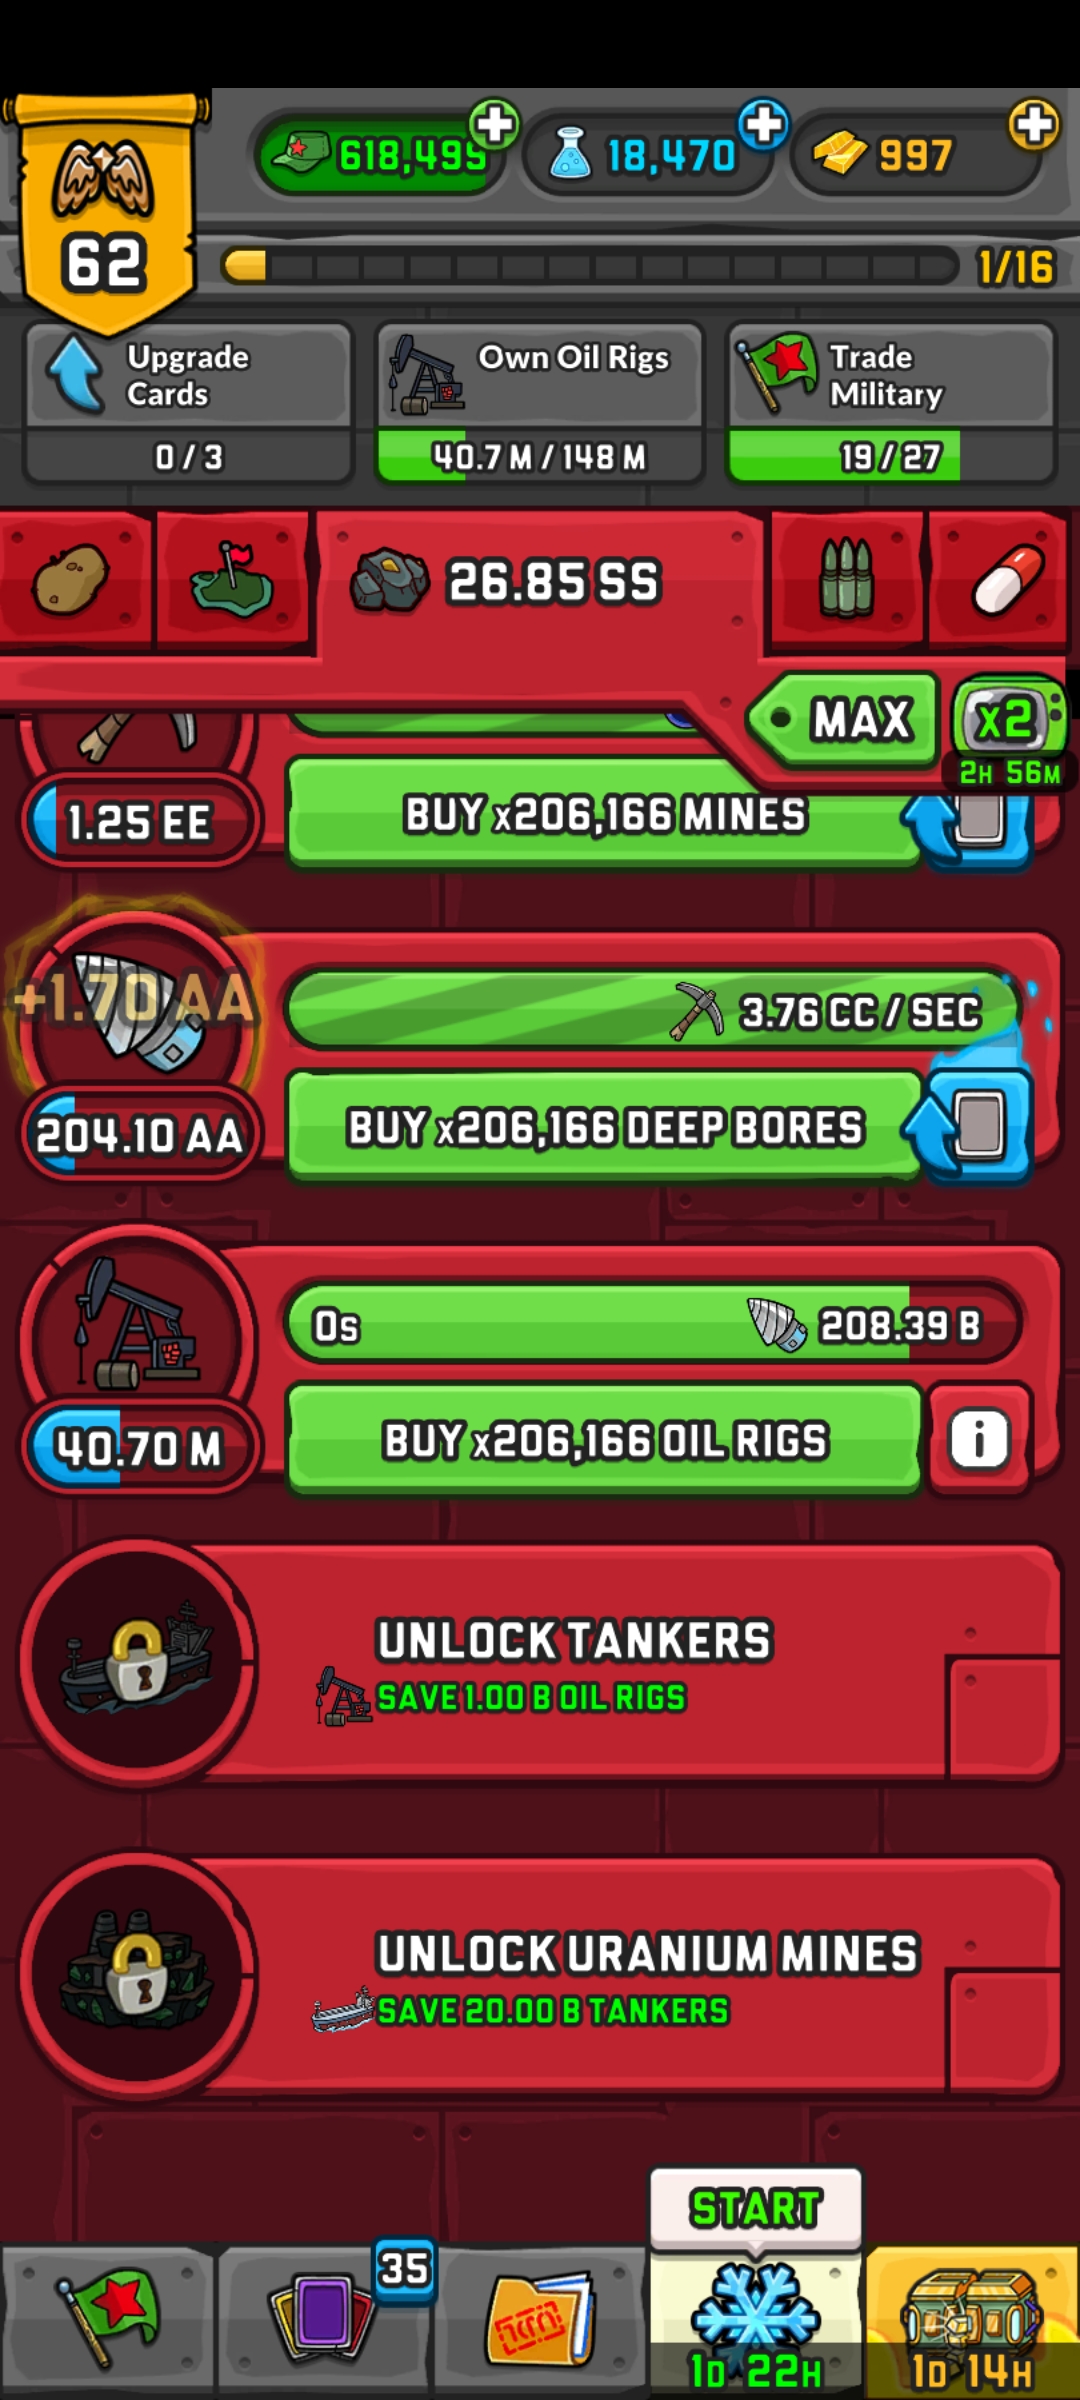 618,499
18,470
997
62
1/16
Upgrade
Cards
0 / 3
Own Oil Rigs
40.7 M / 148 M
Trade
Military
19 / 27
26.85 SS
MAX
x2
2H 56M
1.25 EE
BUY x206,166 MINES
+1.70 AA
3.76 CC / SEC
204.10 AA
BUY x206,166 DEEP BORES
0s
208.39 B
40.70 M
BUY x206,166 OIL RIGS
i
UNLOCK TANKERS
SAVE 1.00 B OIL RIGS
UNLOCK URANIUM MINES
SAVE 20.00 B TANKERS
START
35
1D 22H
1D 14H